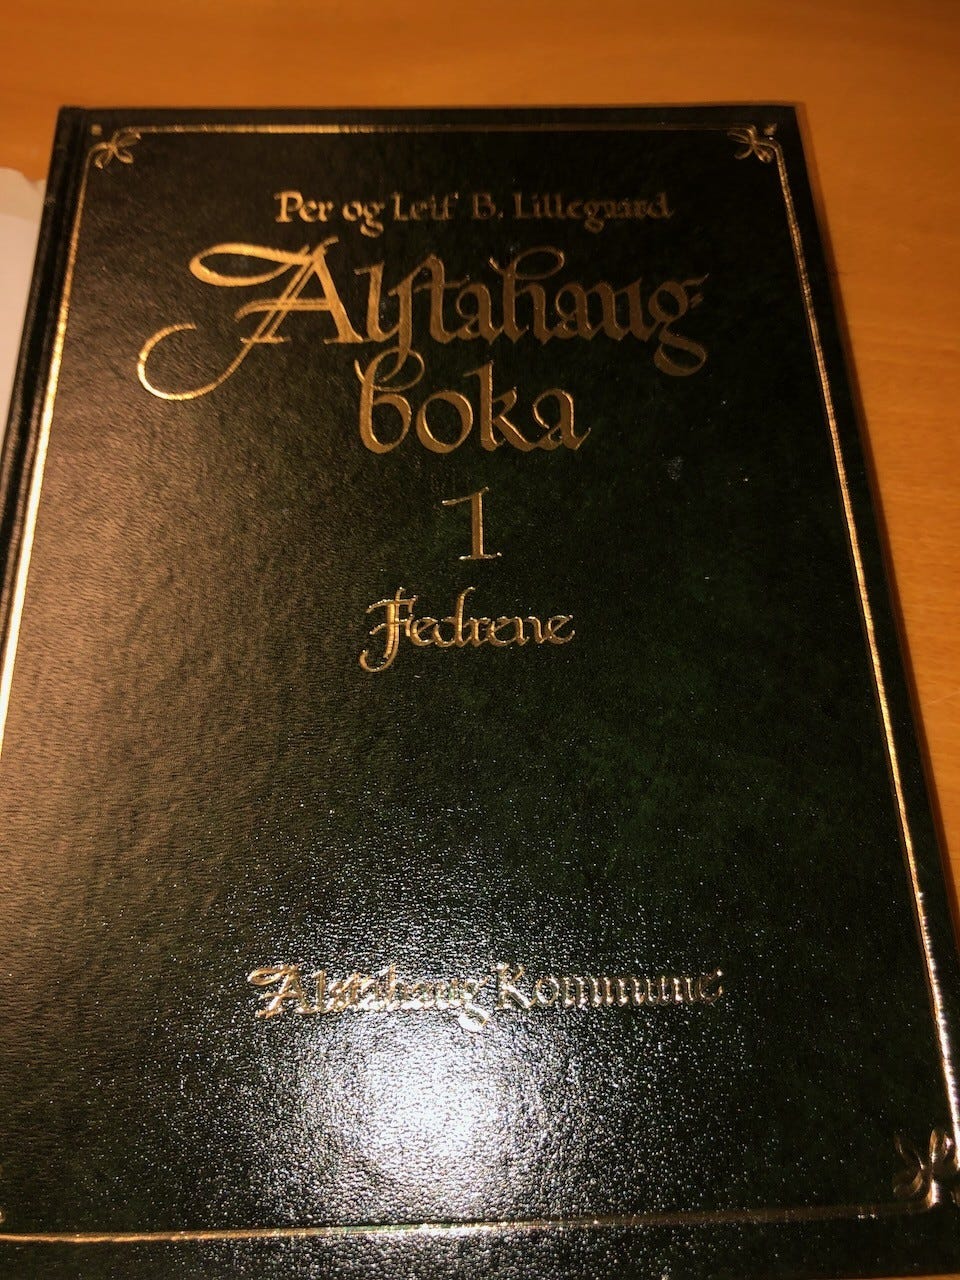 Per og Leif B. Lillegaard
Alstahaug-
boka
1
Fedrene
Alstahaug Kommune